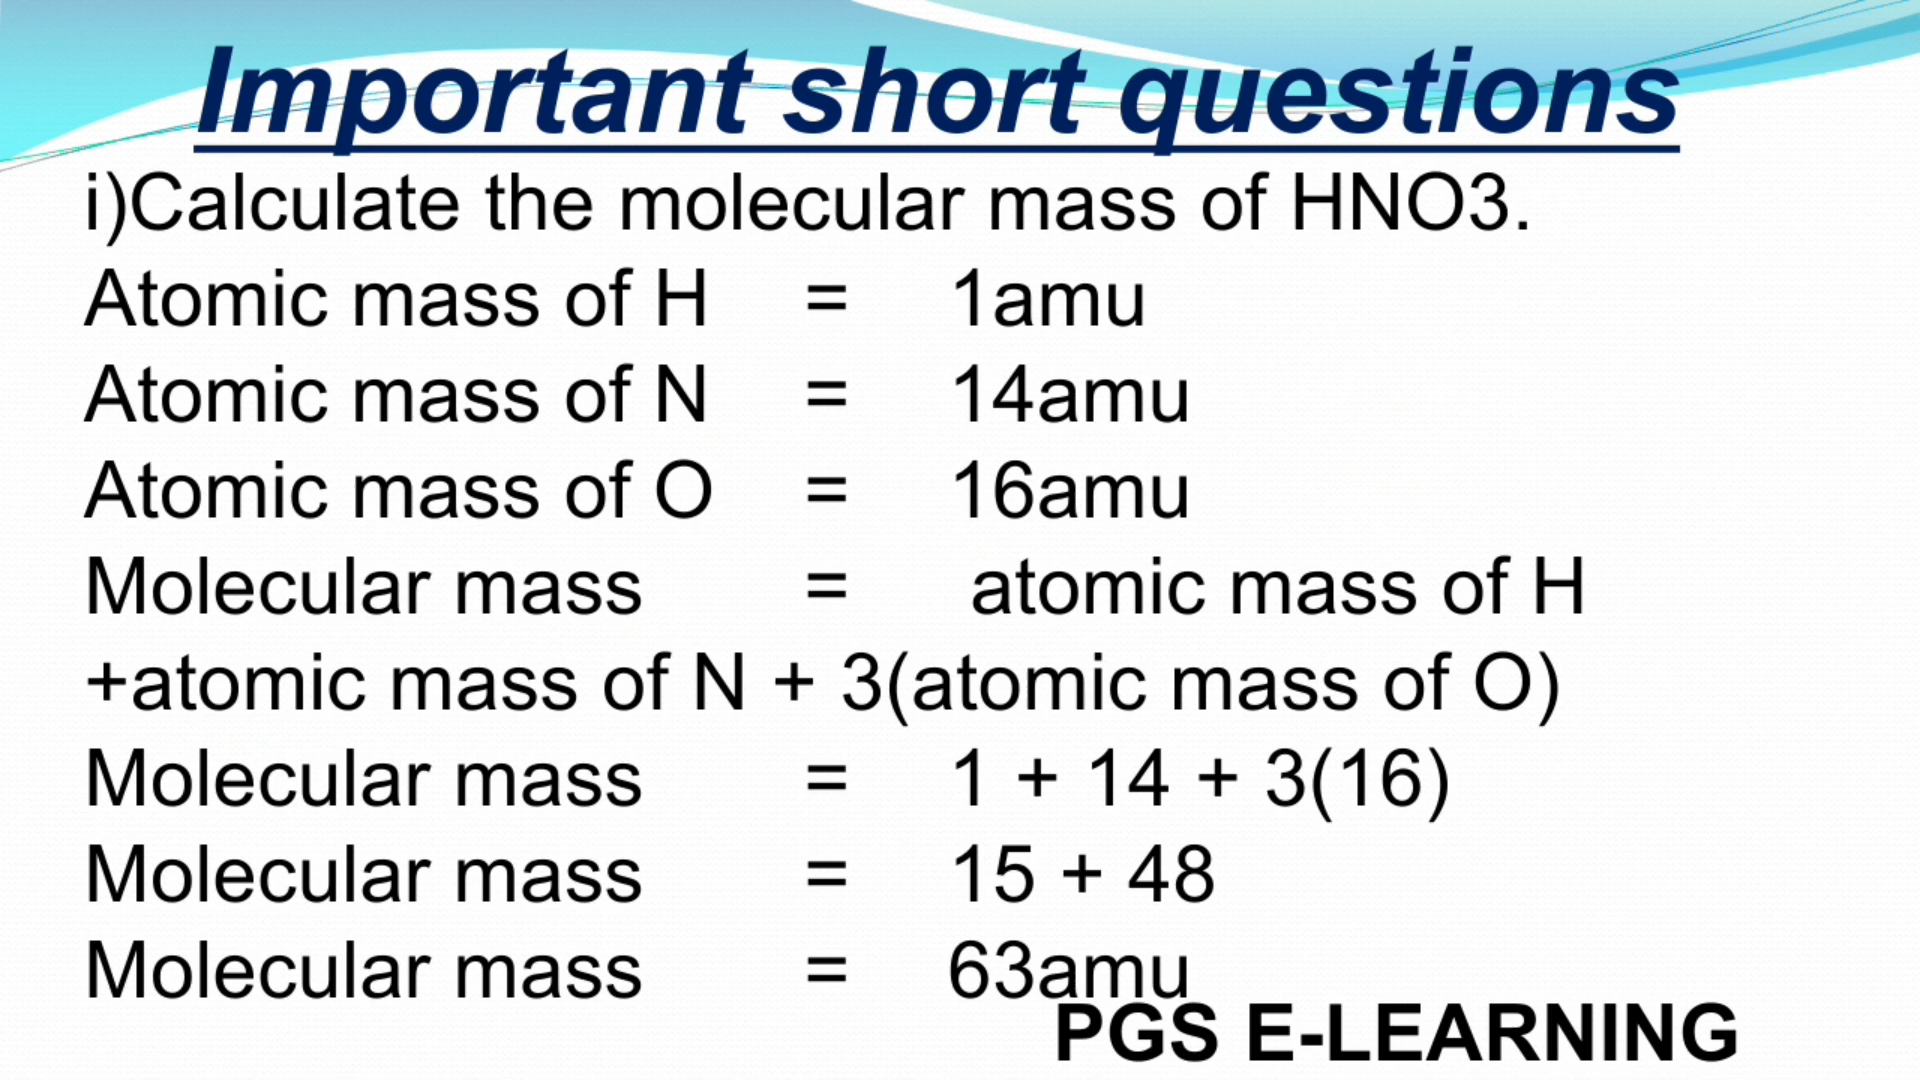 Important short questions
i)Calculate the molecular mass of HNO3.
Atomic mass of H = 1amu
Atomic mass of N = 14amu
Atomic mass of O = 16amu
Molecular mass = atomic mass of H
+atomic mass of N + 3(atomic mass of O)
Molecular mass = 1 + 14 + 3(16)
Molecular mass = 15 + 48
Molecular mass = 63amu
PGS E-LEARNING